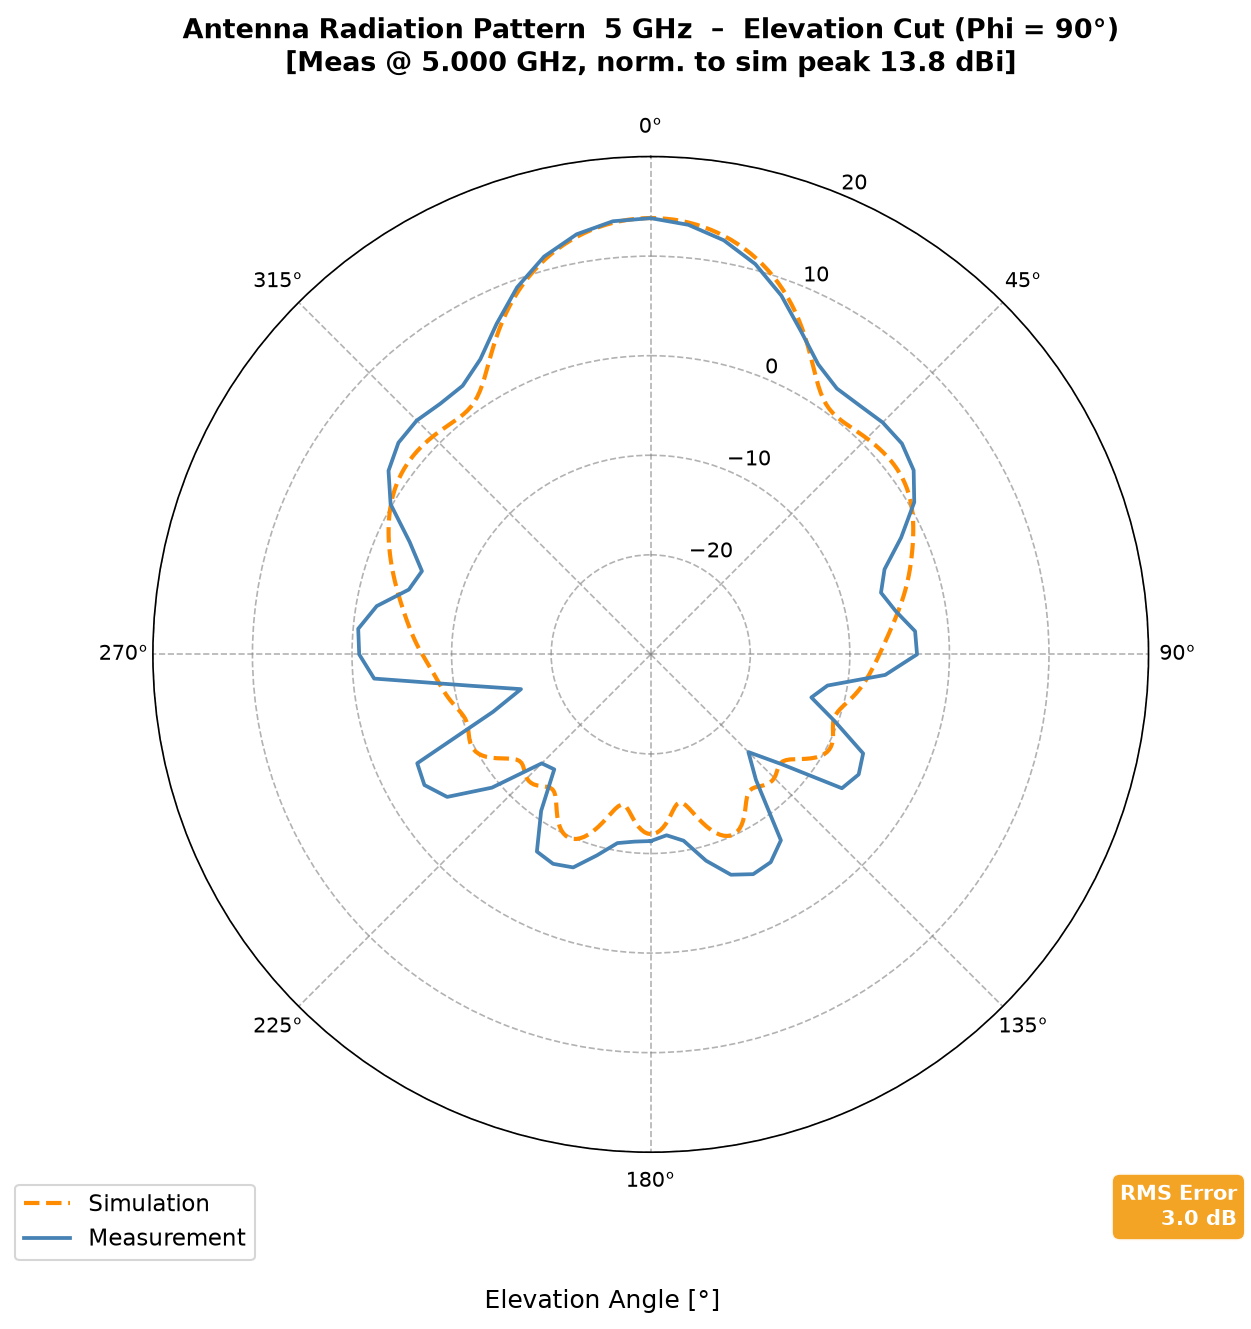 Antenna Radiation Pattern  5 GHz  –  Elevation Cut (Phi = 90°)
[Meas @ 5.000 GHz, norm. to sim peak 13.8 dBi]
0°
20
315°
10
45°
0
−10
−20
270°
90°
225°
135°
180°
Simulation
Measurement
RMS Error
3.0 dB
Elevation Angle [°]